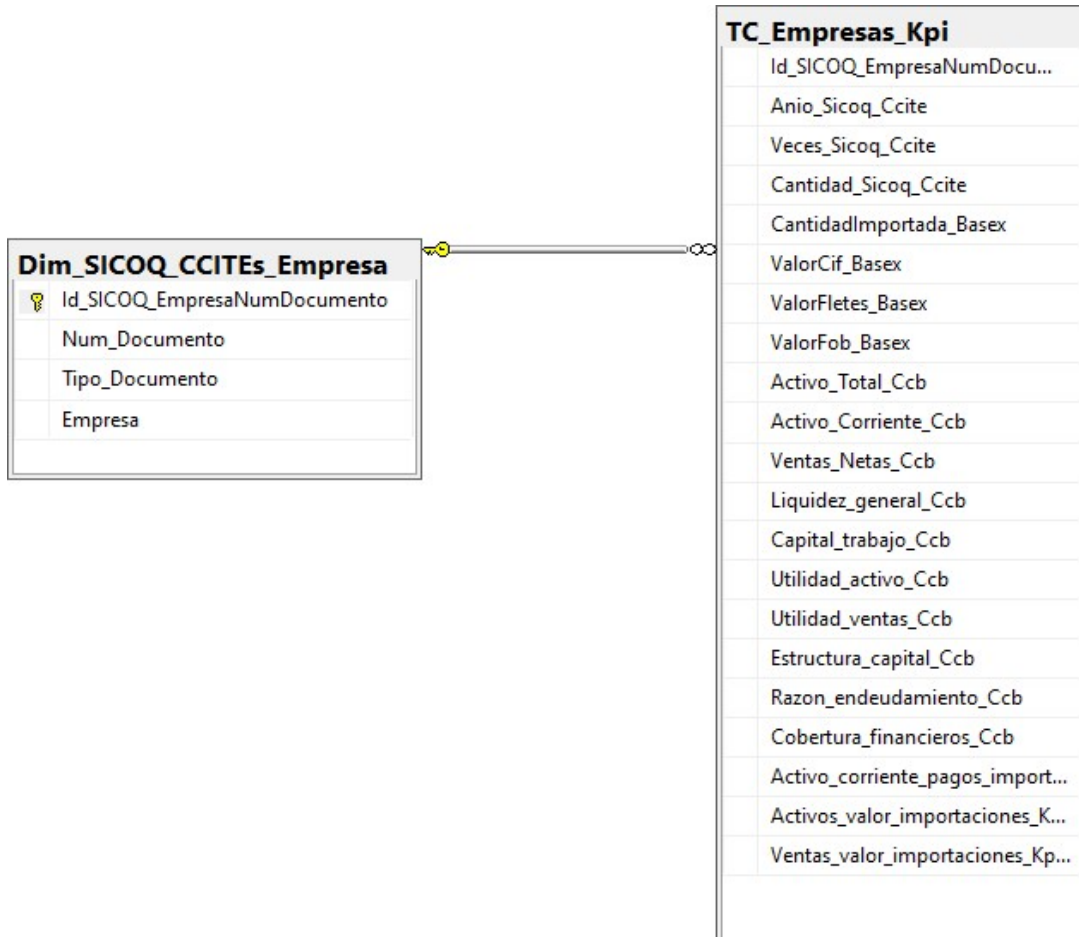 Dim_SICOQ_CCITEs_Empresa
Id_SICOQ_EmpresaNumDocumento
Num_Documento
Tipo_Documento
Empresa
TC_Empresas_Kpi
Id_SICOQ_EmpresaNumDocu...
Anio_Sicoq_Ccite
Veces_Sicoq_Ccite
Cantidad_Sicoq_Ccite
CantidadImportada_Basex
ValorCif_Basex
ValorFletes_Basex
ValorFob_Basex
Activo_Total_Ccb
Activo_Corriente_Ccb
Ventas_Netas_Ccb
Liquidez_general_Ccb
Capital_trabajo_Ccb
Utilidad_activo_Ccb
Utilidad_ventas_Ccb
Estructura_capital_Ccb
Razon_endeudamiento_Ccb
Cobertura_financieros_Ccb
Activo_corriente_pagos_import...
Activos_valor_importaciones_K...
Ventas_valor_importaciones_Kp...